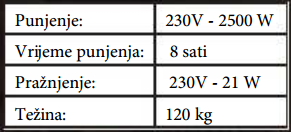 Punjenje: 230V - 2500 W
Vrijeme punjenja: 8 sati
Pražnjenje: 230V - 21 W
Težina: 120 kg